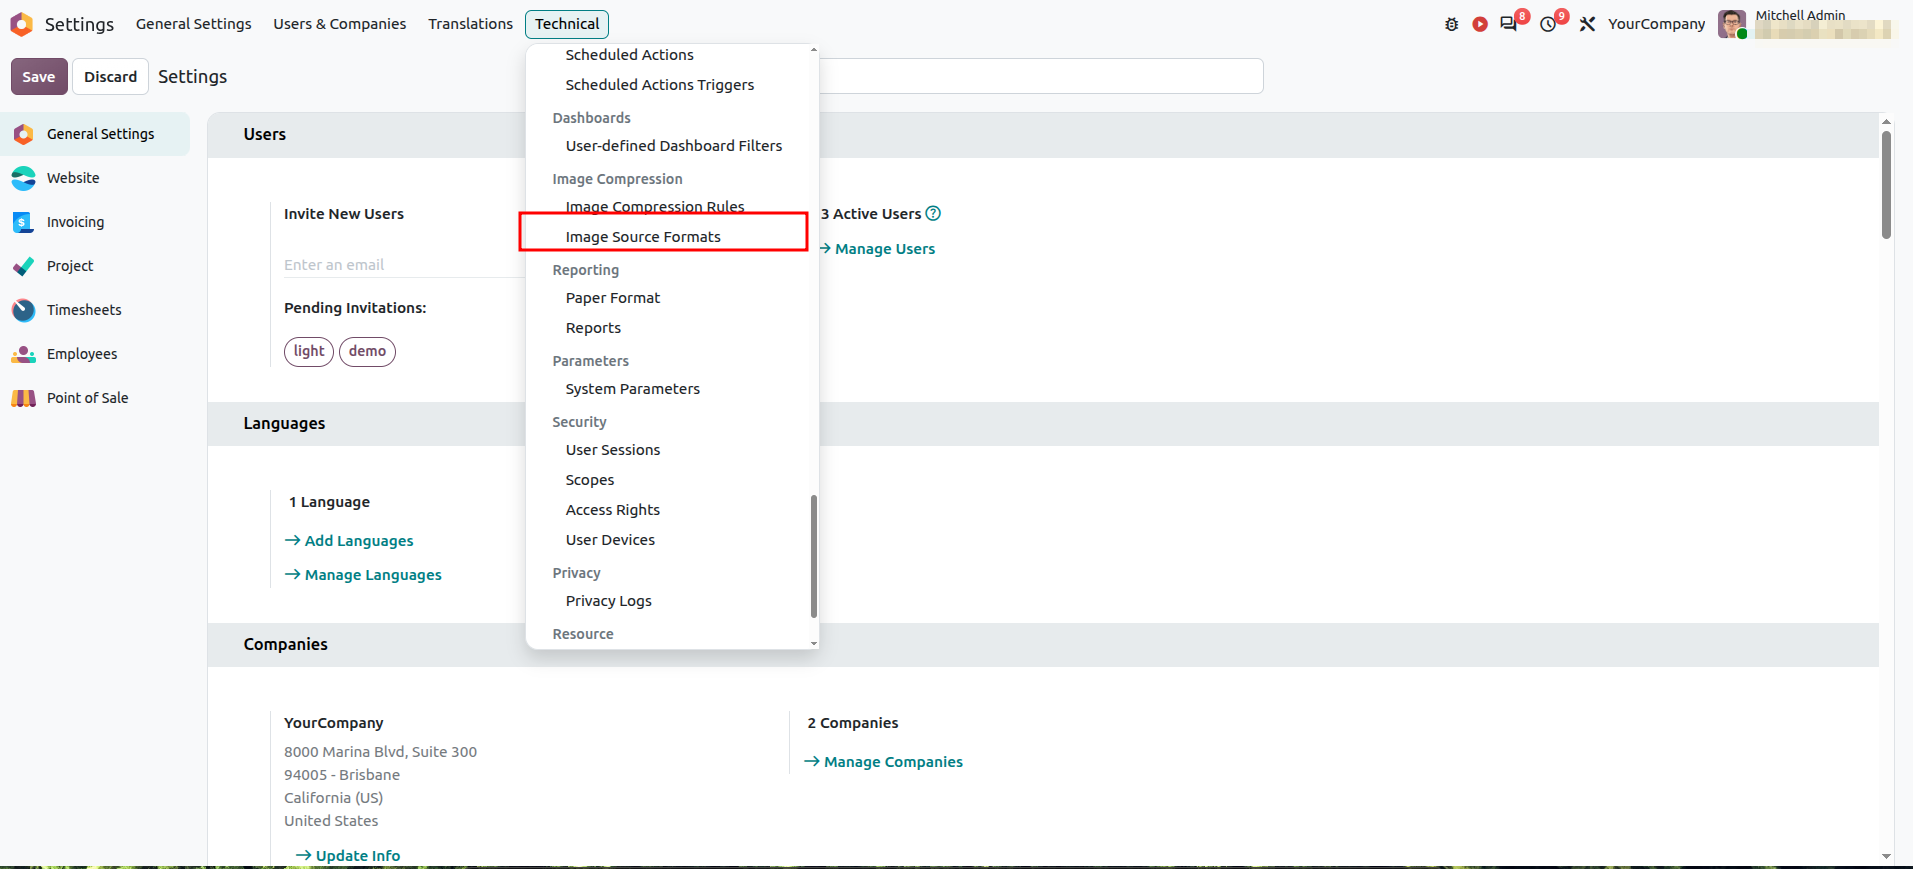 Settings General Settings Users & Companies Translations Technical 8 9 YourCompany Mitchell Admin
Save Discard Settings
General Settings
Website
Invoicing
Project
Timesheets
Employees
Point of Sale
Scheduled Actions
Scheduled Actions Triggers
Dashboards
User-defined Dashboard Filters
Image Compression
Image Compression Rules
Image Source Formats
Reporting
Paper Format
Reports
Parameters
System Parameters
Security
User Sessions
Scopes
Access Rights
User Devices
Privacy
Privacy Logs
Resource
Users
Invite New Users
Enter an email
Pending Invitations:
light demo
3 Active Users ?
→ Manage Users
Languages
1 Language
→ Add Languages
→ Manage Languages
Companies
YourCompany
8000 Marina Blvd, Suite 300
94005 - Brisbane
California (US)
United States
→ Update Info
2 Companies
→ Manage Companies